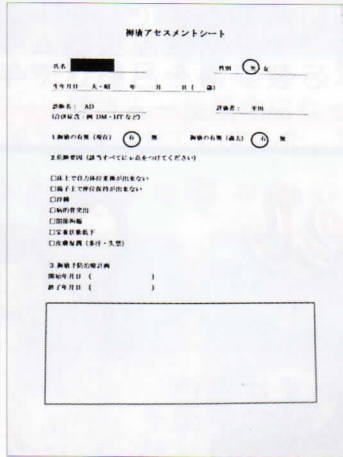 褥瘡アセスメントシート
氏名 性別 男 女
生年月日 大・昭 年 月 日 ( 歳)
診断名: AD 評価者:
(合併症含:例 DM・HTなど)
1.褥瘡の有無(現在) 有 無 褥瘡の有無(過去) 有 無
2.危険要因(該当すべてにレ点をつけてください)
□床上で自力体位変換が出来ない
□椅子上で座位保持が出来ない
□浮腫
□病的骨突出
□関節拘縮
□栄養状態低下
□皮膚湿潤(多汗・失禁)
3.褥瘡予防治療計画
開始年月日 ( )
終了年月日 ( )